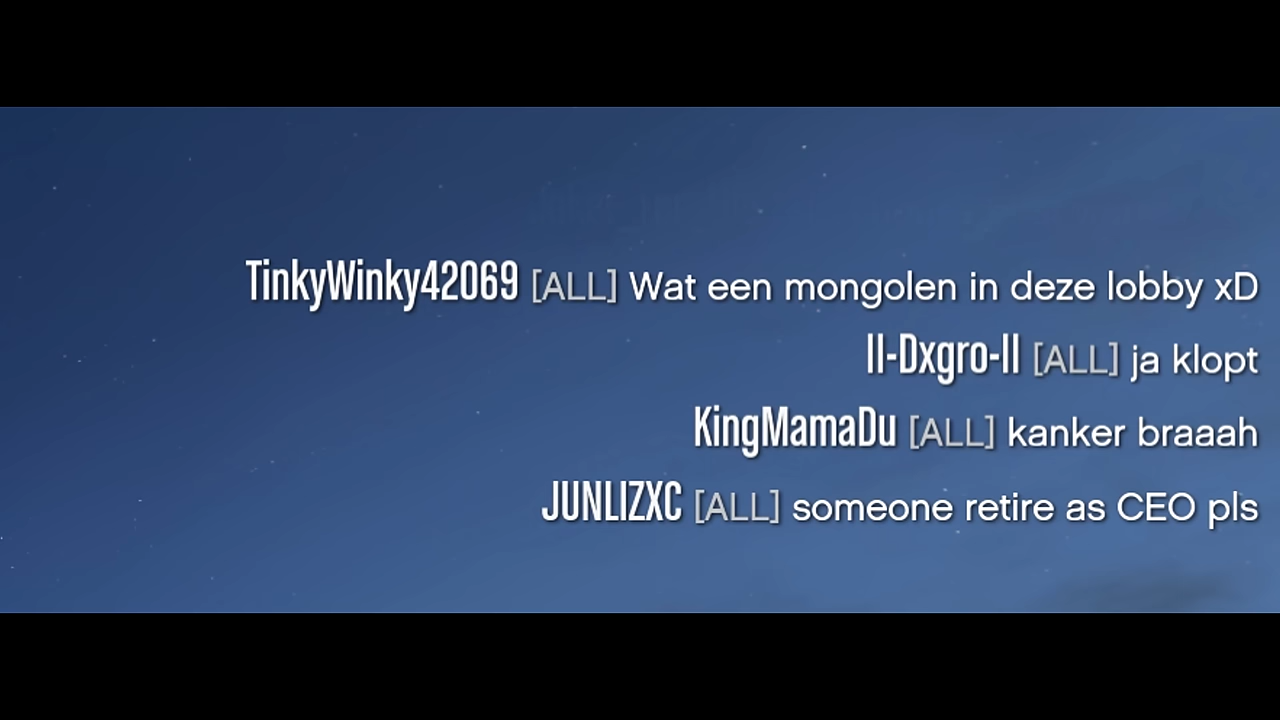 TinkyWinky42069 [ALL] Wat een mongolen in deze lobby xD
II-Dxgro-II [ALL] ja klopt
KingMamaDu [ALL] kanker braaah
JUNLIZXC [ALL] someone retire as CEO pls